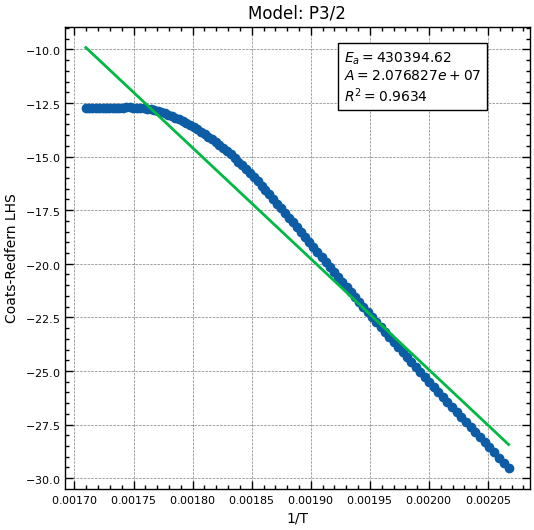 Model: P3/2
Eₐ = 430394.62
A = 2.076827e + 07
R² = 0.9634
Coats-Redfern LHS
−10.0
−12.5
−15.0
−17.5
−20.0
−22.5
−25.0
−27.5
−30.0
0.00170 0.00175 0.00180 0.00185 0.00190 0.00195 0.00200 0.00205
1/T